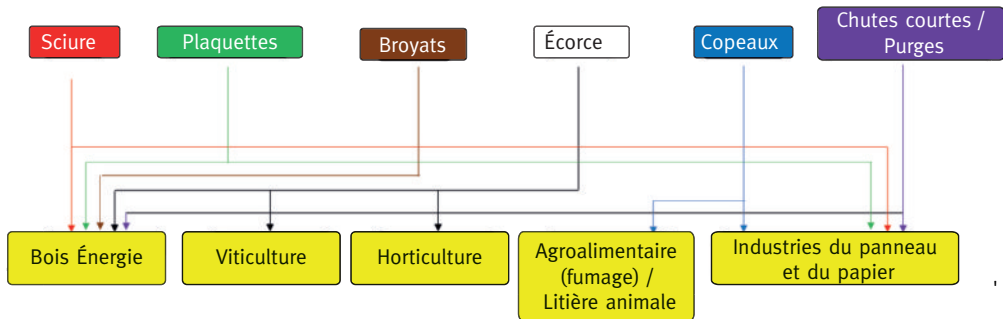 Sciure
Plaquettes
Broyats
Écorce
Copeaux
Chutes courtes /
Purges
Bois Énergie
Viticulture
Horticulture
Agroalimentaire
(fumage) /
Litière animale
Industries du panneau
et du papier